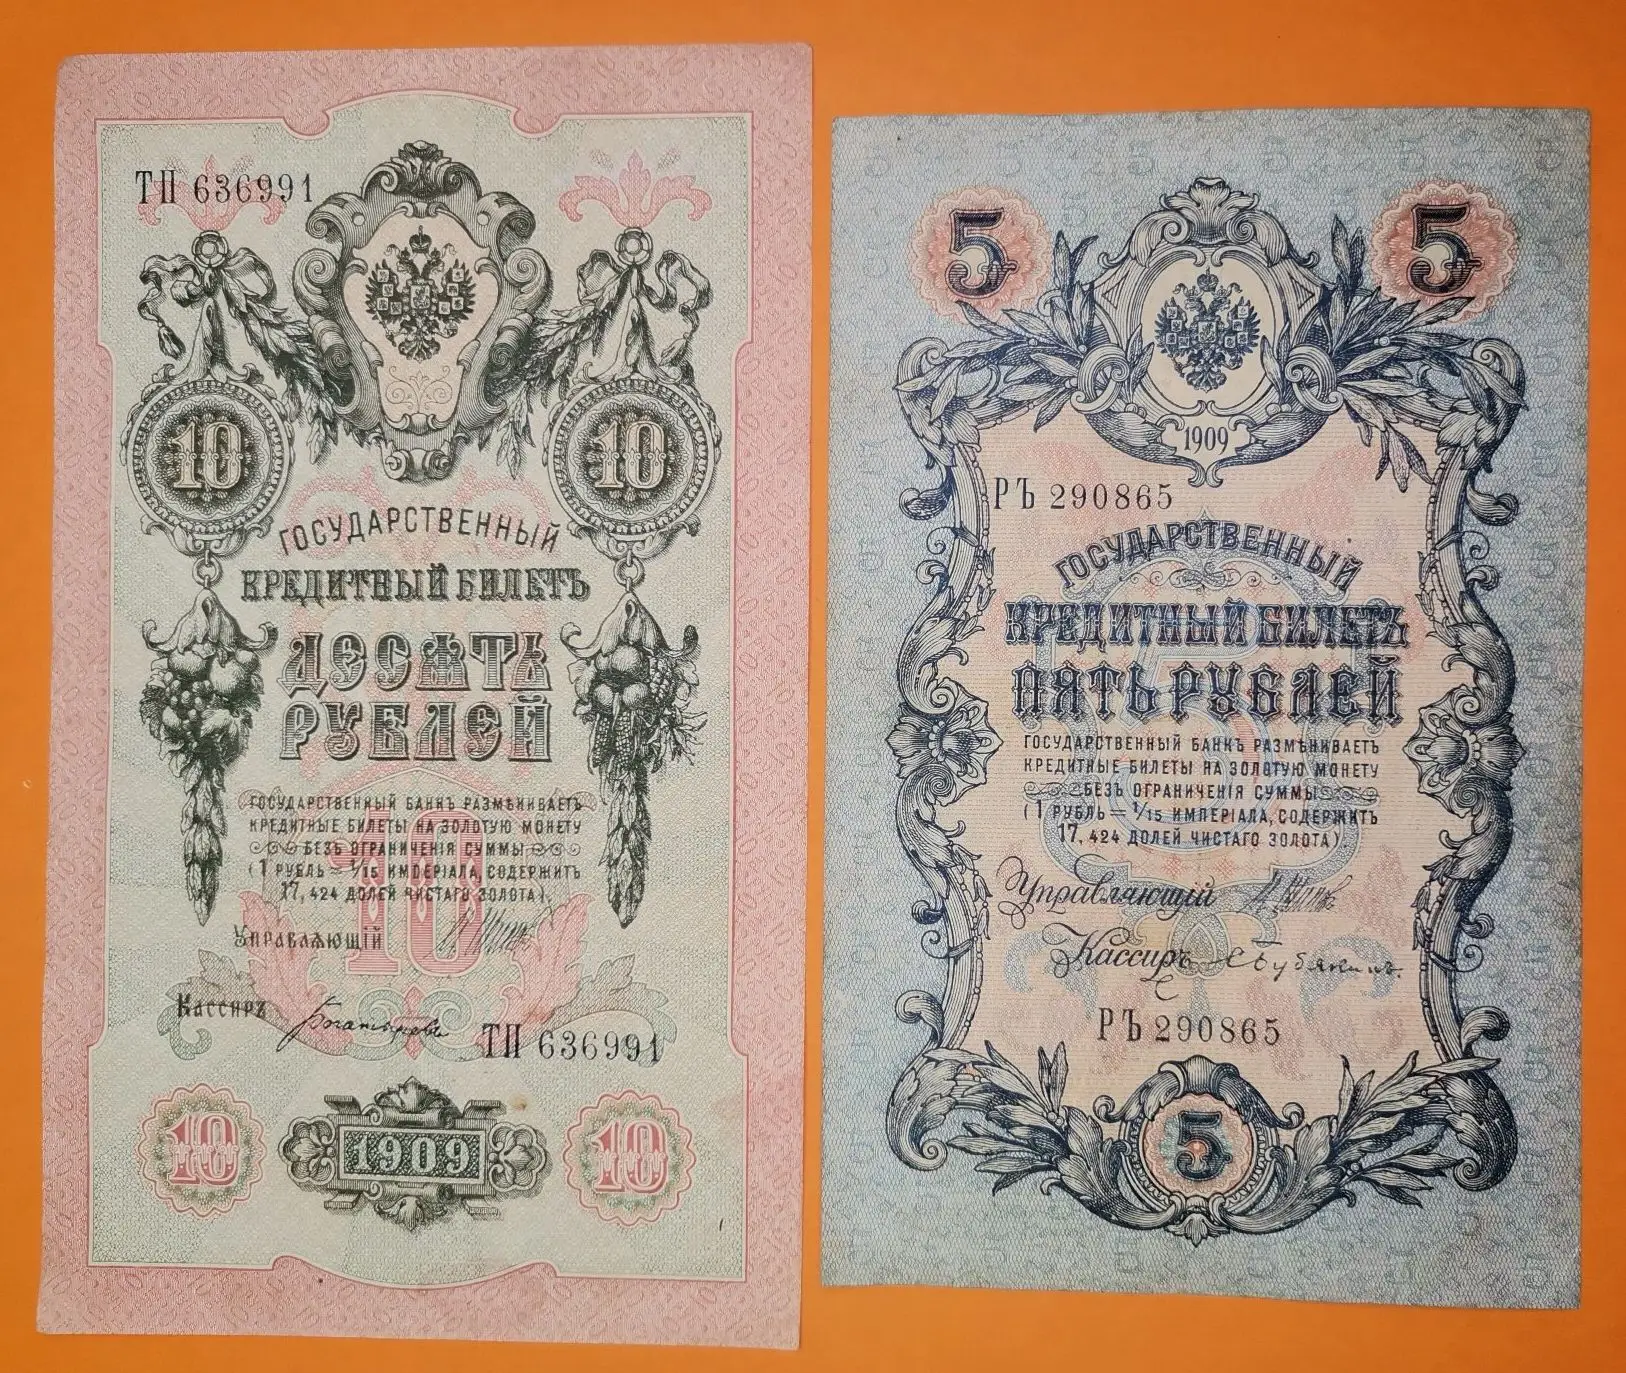 ТП 636991
10 10
ГОСУДАРСТВЕННЫЙ
КРЕДИТНЫЙ БИЛЕТЪ
ДЕСЯТЬ
РУБЛЕЙ
ГОСУДАРСТВЕННЫЙ БАНКЪ РАЗМѢНИВАЕТЪ
КРЕДИТНЫЕ БИЛЕТЫ НА ЗОЛОТУЮ МОНЕТУ
БЕЗЪ ОГРАНИЧЕНІЯ СУММЫ
(1 РУБЛЬ = 1/15 ИМПЕРІАЛА, СОДЕРЖИТЪ
17,424 ДОЛЕЙ ЧИСТАГО ЗОЛОТА).
10
УПРАВЛЯЮЩІЙ
КАССИРЪ
ТП 636991
10 1909 10
5 5
1909
РЪ 290865
ГОСУДАРСТВЕННЫЙ
КРЕДИТНЫЙ БИЛЕТЪ
ПЯТЬ РУБЛЕЙ
ГОСУДАРСТВЕННЫЙ БАНКЪ РАЗМѢНИВАЕТЪ
КРЕДИТНЫЕ БИЛЕТЫ НА ЗОЛОТУЮ МОНЕТУ
БЕЗЪ ОГРАНИЧЕНІЯ СУММЫ
(1 РУБЛЬ = 1/15 ИМПЕРІАЛА, СОДЕРЖИТЪ
17,424 ДОЛЕЙ ЧИСТАГО ЗОЛОТА).
Управляющій
Кассиръ
РЪ 290865
5